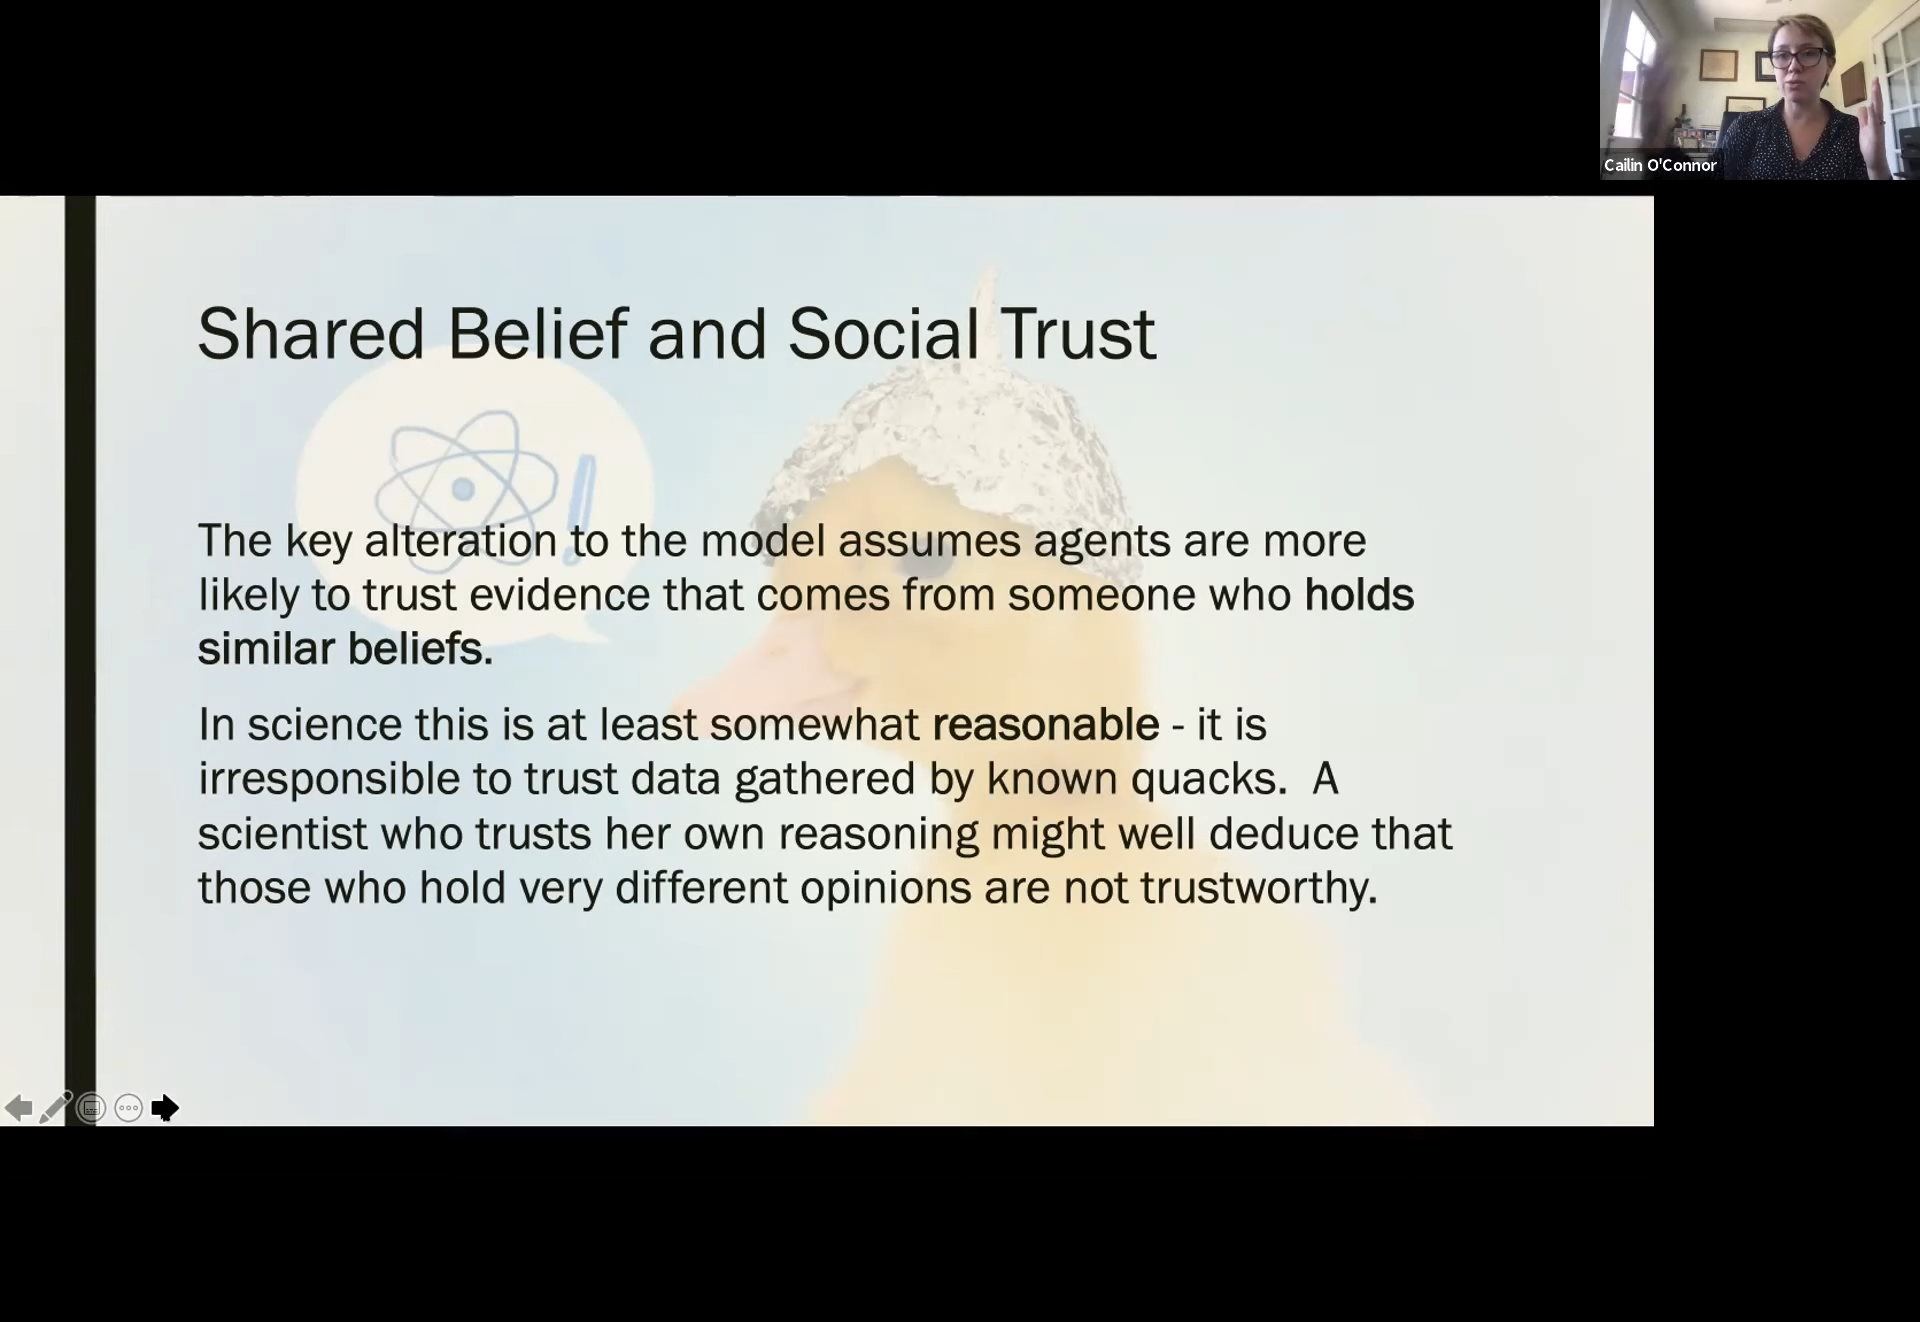 Cailin O'Connor
Shared Belief and Social Trust
The key alteration to the model assumes agents are more
likely to trust evidence that comes from someone who holds
similar beliefs.
In science this is at least somewhat reasonable - it is
irresponsible to trust data gathered by known quacks.  A
scientist who trusts her own reasoning might well deduce that
those who hold very different opinions are not trustworthy.